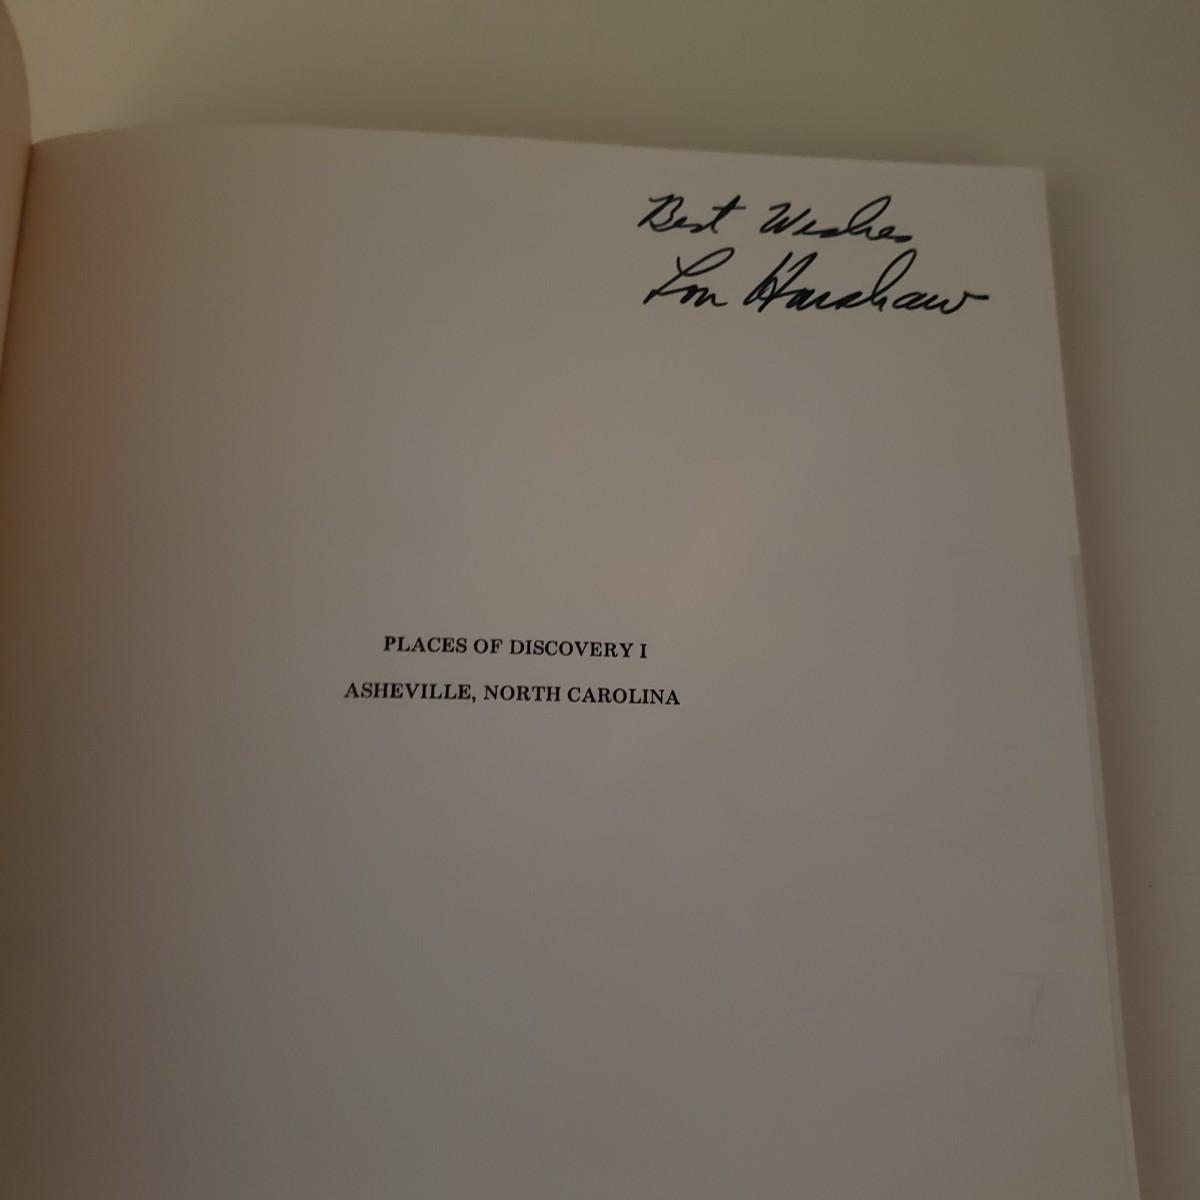 Best Wishes
Lou Harshaw
PLACES OF DISCOVERY I
ASHEVILLE, NORTH CAROLINA